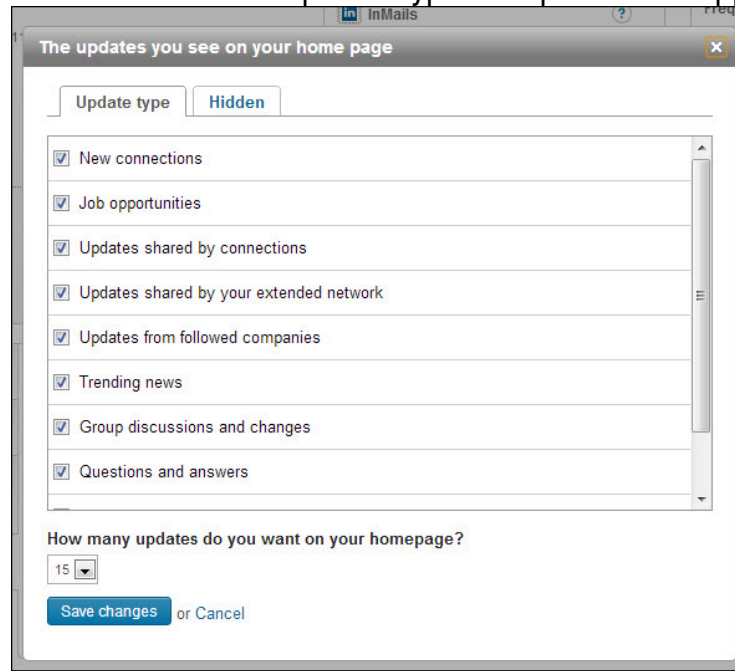 in InMails ?
The updates you see on your home page
Update type Hidden
New connections
Job opportunities
Updates shared by connections
Updates shared by your extended network
Updates from followed companies
Trending news
Group discussions and changes
Questions and answers
How many updates do you want on your homepage?
15
Save changes or Cancel